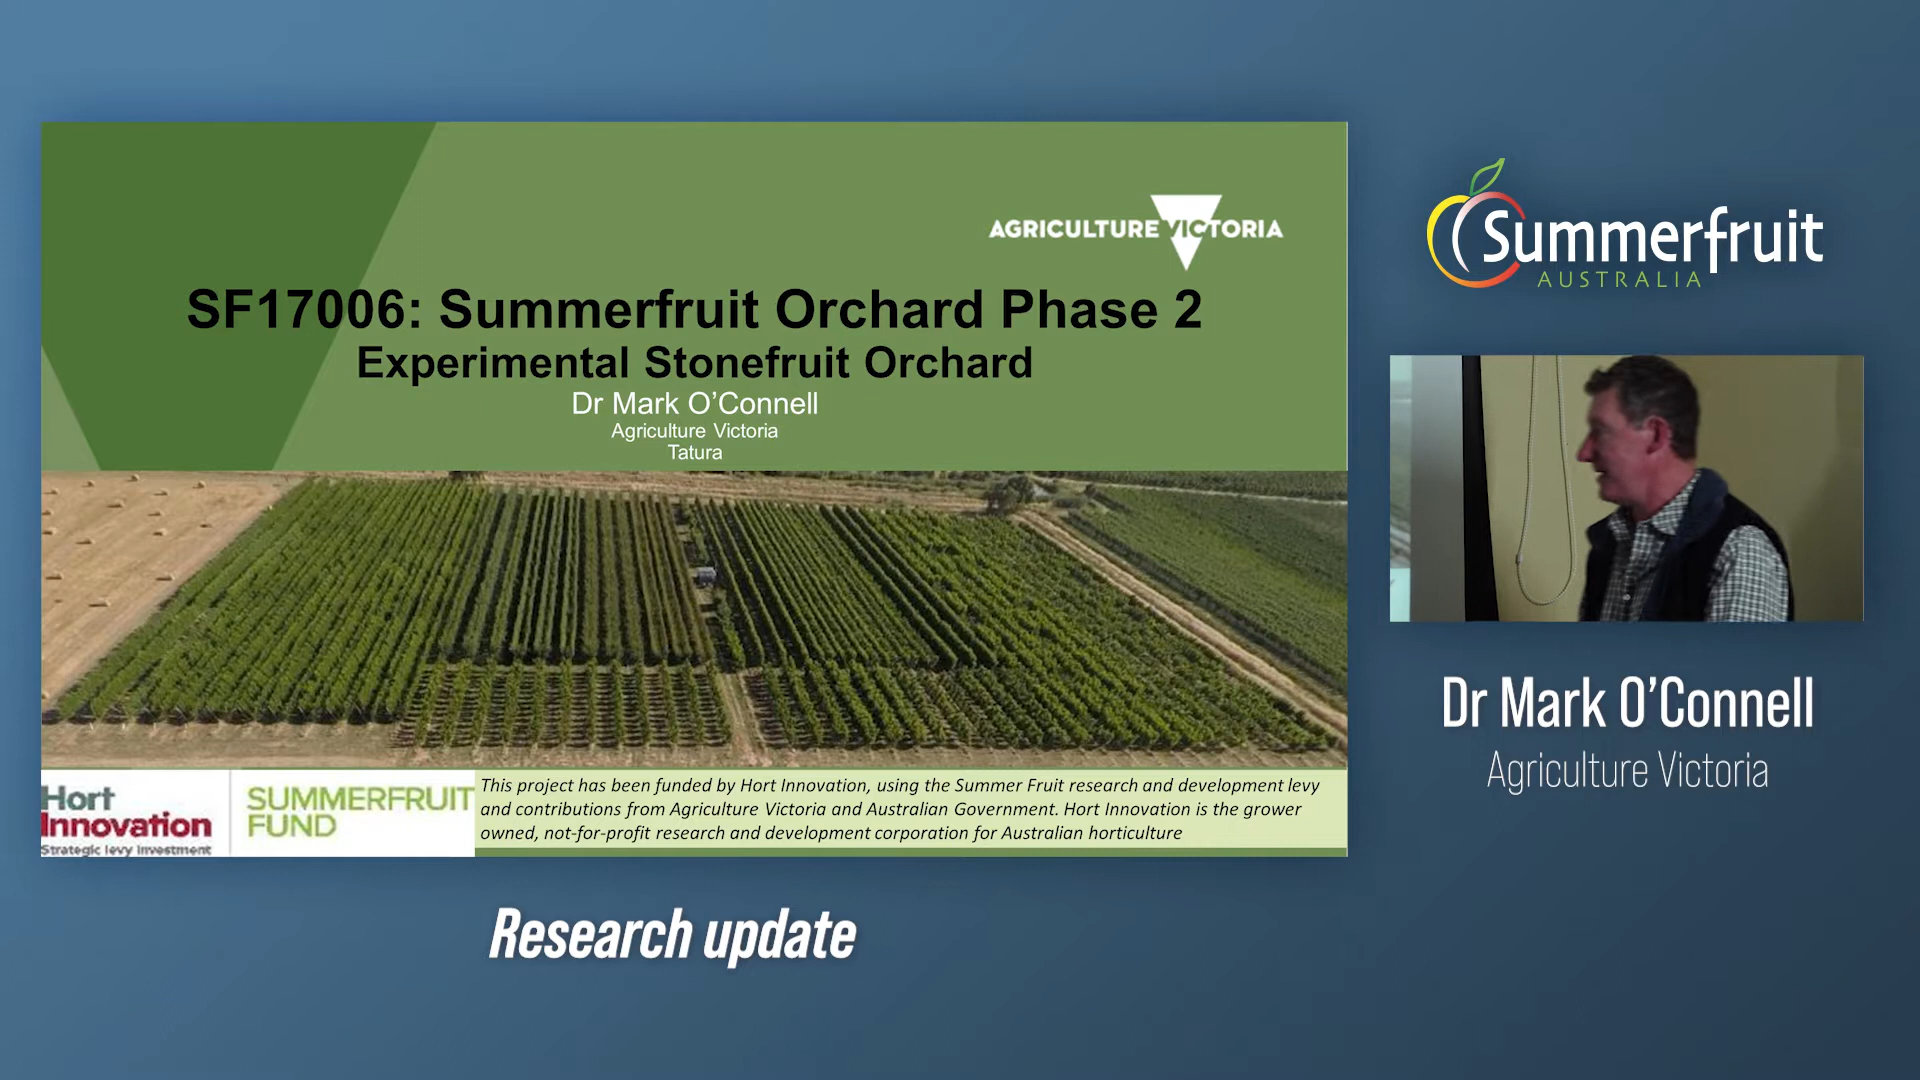 AGRICULTURE VICTORIA
SF17006: Summerfruit Orchard Phase 2
Experimental Stonefruit Orchard
Dr Mark O’Connell
Agriculture Victoria
Tatura
Hort
Innovation
Strategic levy investment
SUMMERFRUIT
FUND
This project has been funded by Hort Innovation, using the Summer Fruit research and development levy
and contributions from Agriculture Victoria and Australian Government. Hort Innovation is the grower
owned, not-for-profit research and development corporation for Australian horticulture
Research update
Summerfruit
AUSTRALIA
Dr Mark O’Connell
Agriculture Victoria